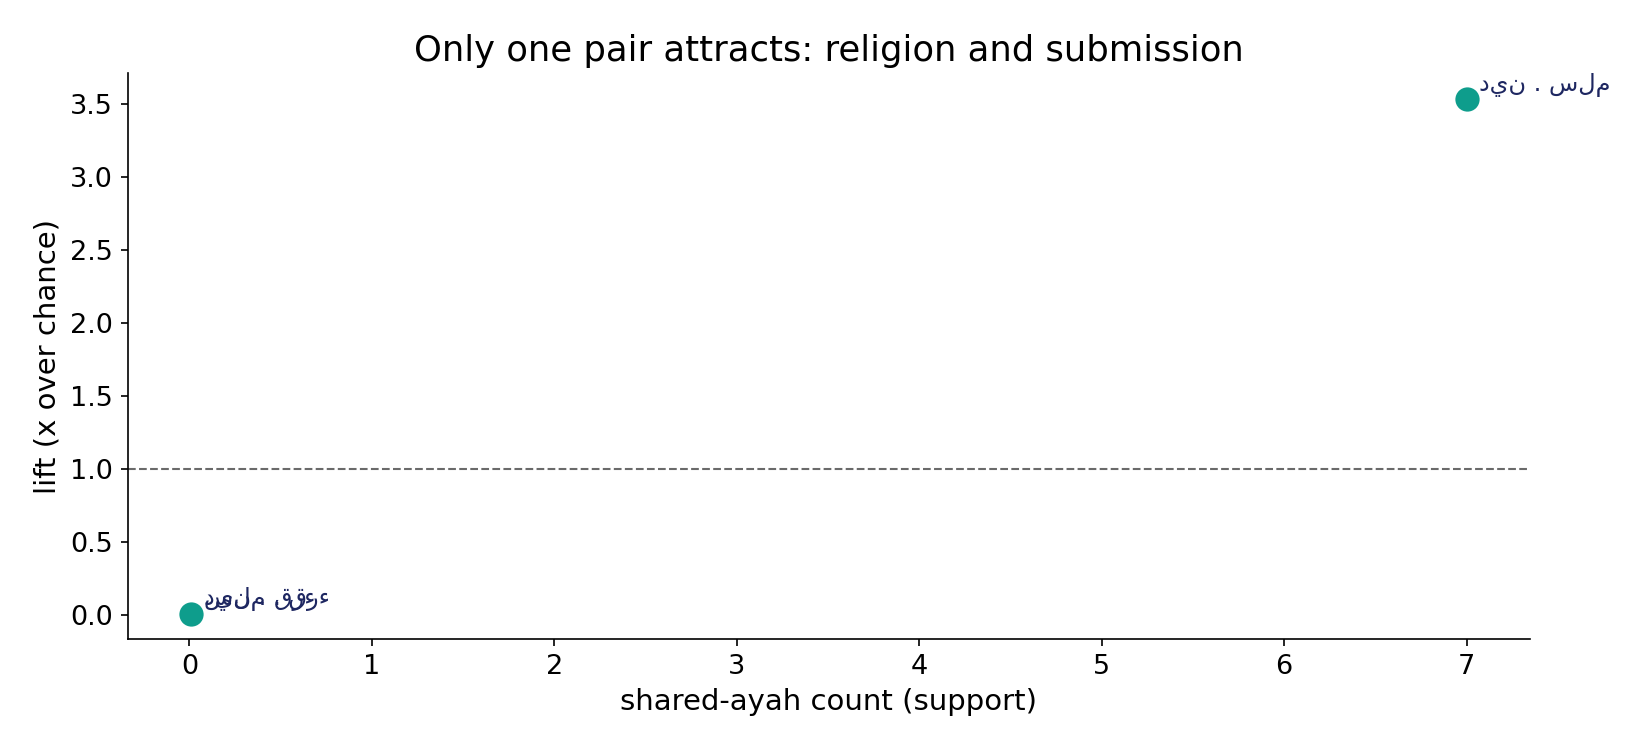 Only one pair attracts: religion and submission
lift (x over chance)
3.5
3.0
2.5
2.0
1.5
1.0
0.5
0.0
دين . سلم
0 1 2 3 4 5 6 7
shared-ayah count (support)